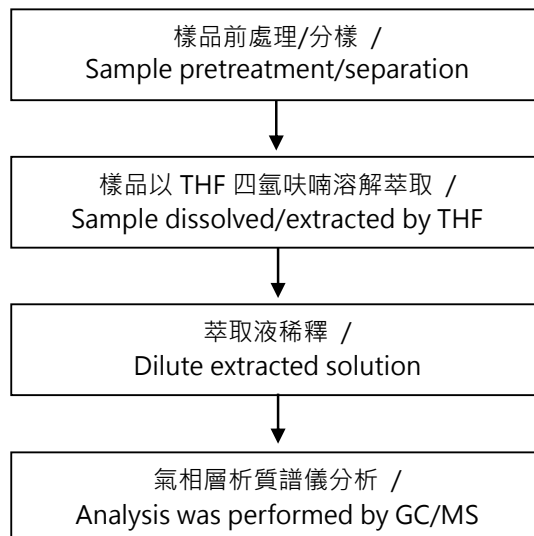 樣品前處理/分樣 /
Sample pretreatment/separation
樣品以 THF 四氫呋喃溶解萃取 /
Sample dissolved/extracted by THF
萃取液稀釋 /
Dilute extracted solution
氣相層析質譜儀分析 /
Analysis was performed by GC/MS